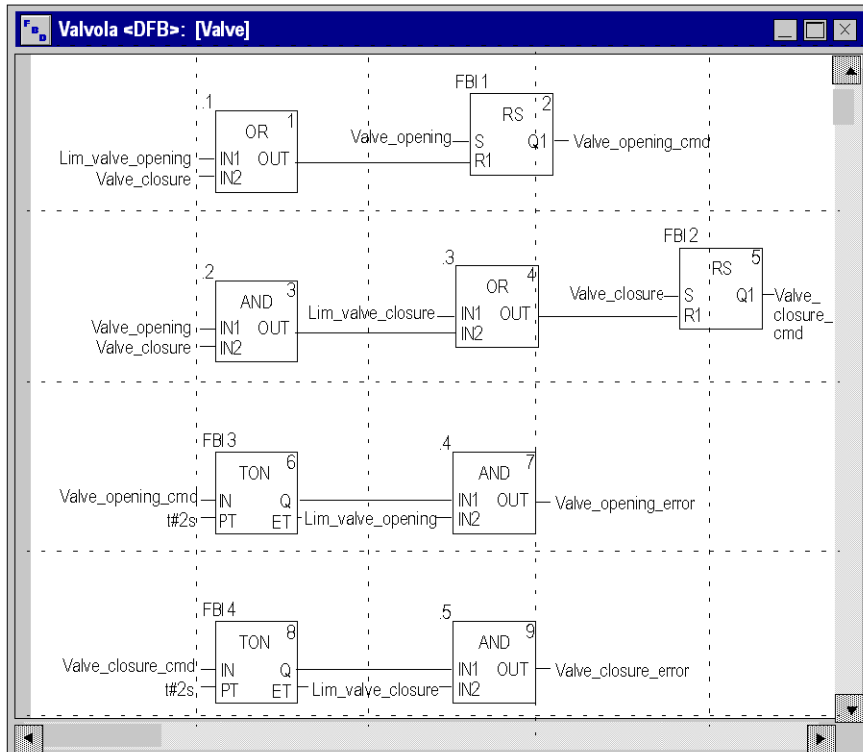 FBD Valvola <DFB>: [Valve]
FBI 1
.1
OR 1
RS 2
Valve_opening S Q1 Valve_opening_cmd
Lim_valve_opening IN1 OUT R1
Valve_closure IN2
FBI 2
.2
.3
RS 5
AND 3
OR 4
Valve_closure S Q1 Valve_
closure_
cmd
Lim_valve_closure IN1 OUT R1
Valve_opening IN1 OUT IN2
Valve_closure IN2
FBI 3
.4
TON 6
AND 7
Valve_opening_cmd IN Q IN1 OUT Valve_opening_error
t#2s PT ET Lim_valve_opening IN2
FBI 4
.5
TON 8
AND 9
Valve_closure_cmd IN Q IN1 OUT Valve_closure_error
t#2s PT ET Lim_valve_closure IN2